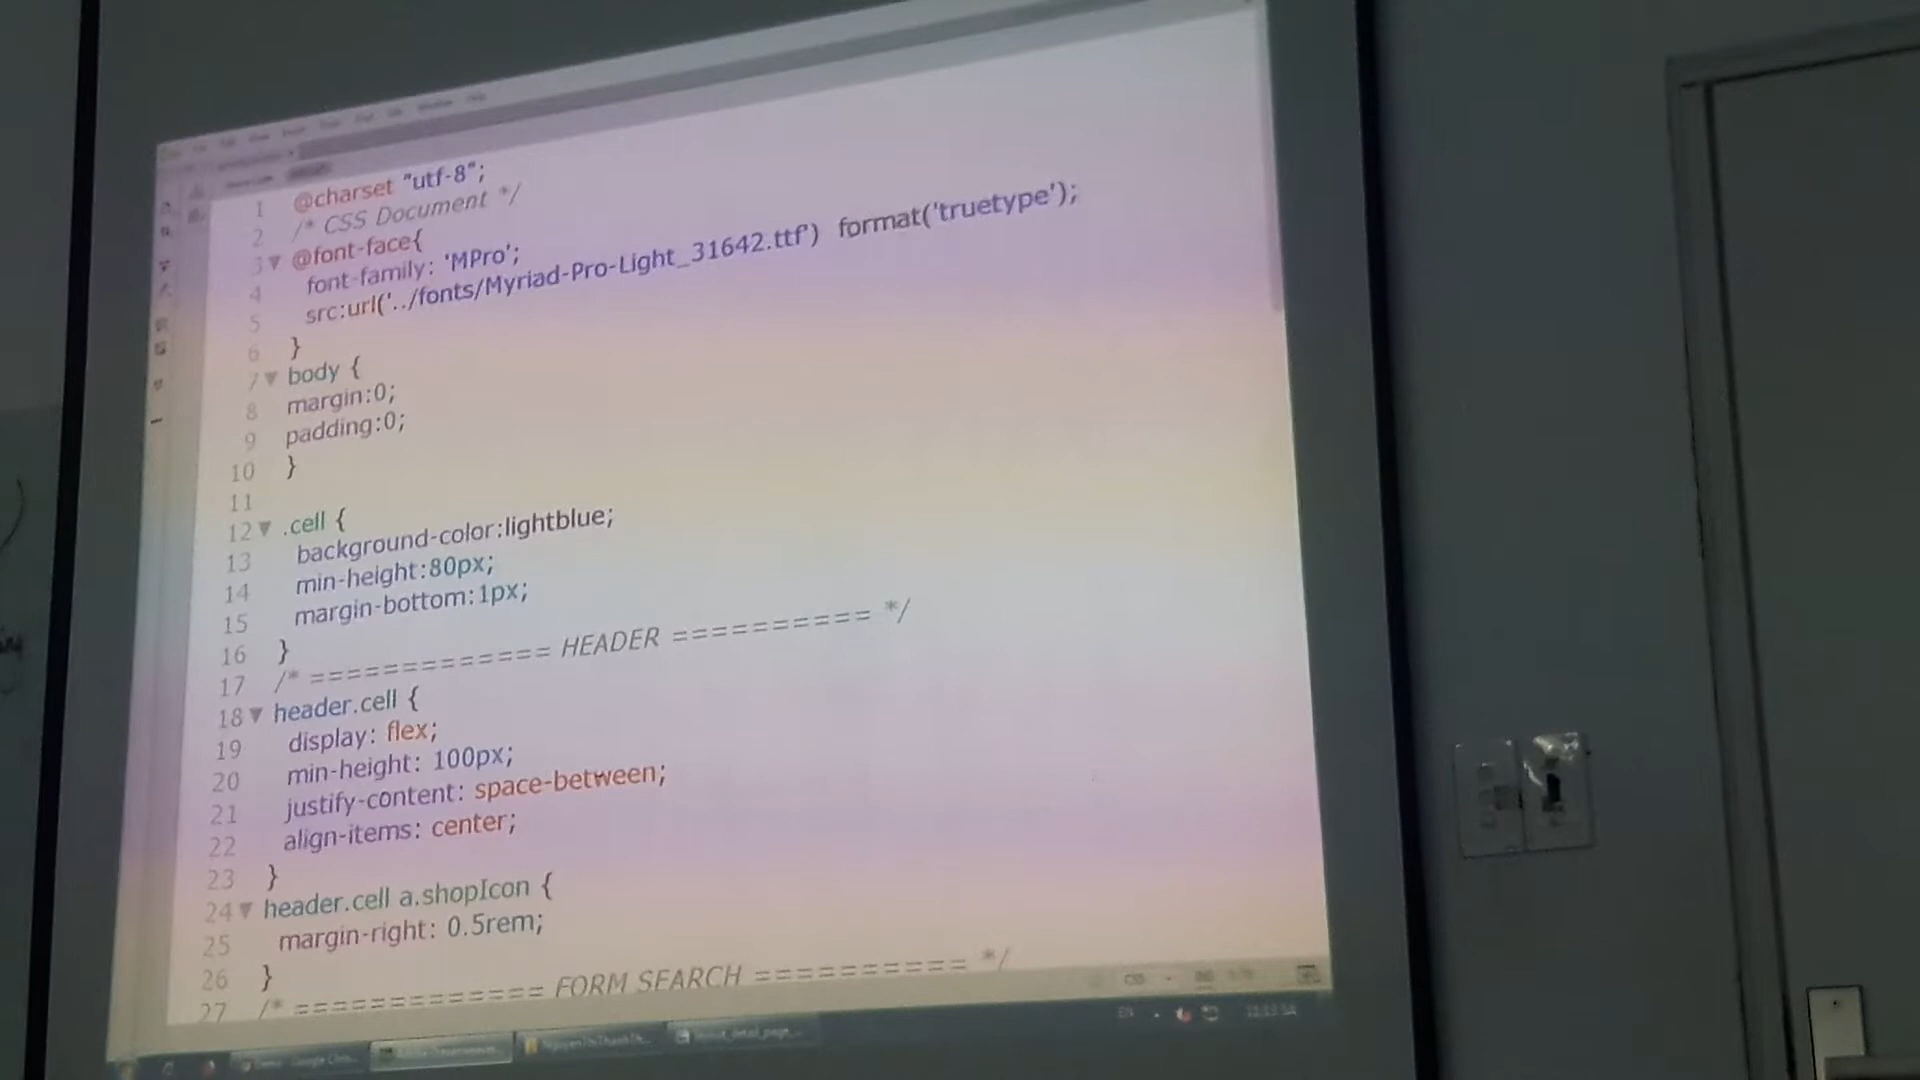 1 @charset "utf-8";
2 /* CSS Document */
3 @font-face{
4 font-family: 'MPro';
5 src:url('../fonts/Myriad-Pro-Light_31642.ttf') format('truetype');
6 }
7 body {
8 margin:0;
9 padding:0;
10 }
11
12 .cell {
13 background-color:lightblue;
14 min-height:80px;
15 margin-bottom:1px;
16 }
17 /* ============= HEADER ========== */
18 header.cell {
19 display: flex;
20 min-height: 100px;
21 justify-content: space-between;
22 align-items: center;
23 }
24 header.cell a.shopIcon {
25 margin-right: 0.5rem;
26 }
27 /* ============= FORM SEARCH ========== */
CSS
EN